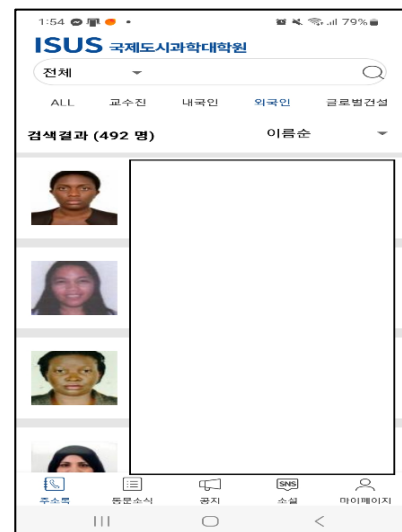 1:54 79%
ISUS 국제도시과학대학원
전체
ALL 교수진 내국인 외국인 글로벌건설
검색결과 (492 명) 이름순
SNS
주소록 동문소식 공지 소셜 마이페이지